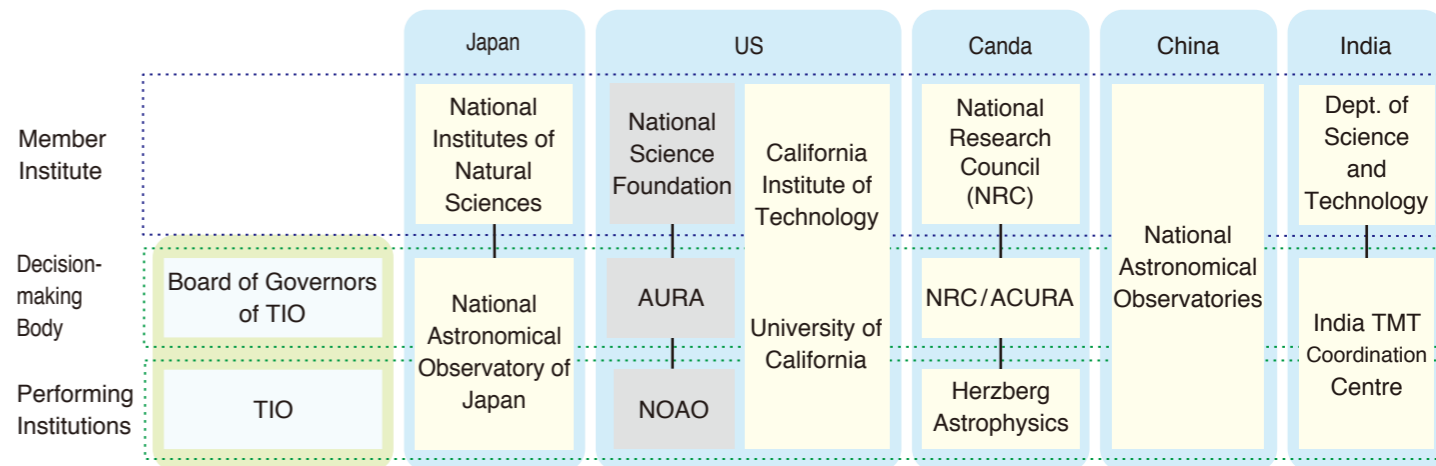 Japan
US
Canda
China
India
Member
Institute
National
Institutes of
Natural
Sciences
National
Science
Foundation
California
Institute of
Technology
University of
California
National
Research
Council
(NRC)
National
Astronomical
Observatories
Dept. of
Science
and
Technology
Decision-
making
Body
Board of Governors
of TIO
National
Astronomical
Observatory of
Japan
AURA
NRC/ACURA
India TMT
Coordination
Centre
Performing
Institutions
TIO
NOAO
Herzberg
Astrophysics